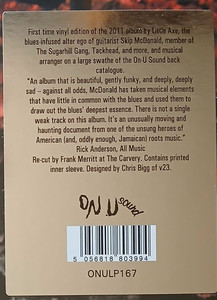 First time vinyl edition of the 2011 album by Little Axe, the
blues-infused alter ego of guitarist Skip McDonald, member of
The Sugarhill Gang, Tackhead, and more, and musical
arranger on a large swathe of the On-U Sound back
catalogue.
"An album that is beautiful, gently funky, and deeply, deeply
sad – against all odds, McDonald has taken musical elements
that have little in common with the blues and used them to
draw out the blues' deepest essence. There is not a single
weak track on this album. It's an unusually moving and
haunting document from one of the unsung heroes of
American (and, oddly enough, Jamaican) roots music."
Rick Anderson, All Music
Re-cut by Frank Merritt at The Carvery. Contains printed
inner sleeve. Designed by Chris Bigg of v23.
ON U sound
5 056818 803994
ONULP167